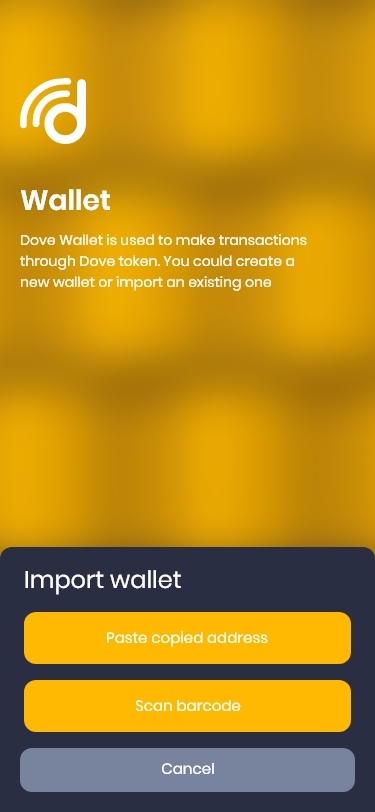 Wallet
Dove Wallet is used to make transactions
through Dove token. You could create a
new wallet or import an existing one
Import wallet
Paste copied address
Scan barcode
Cancel